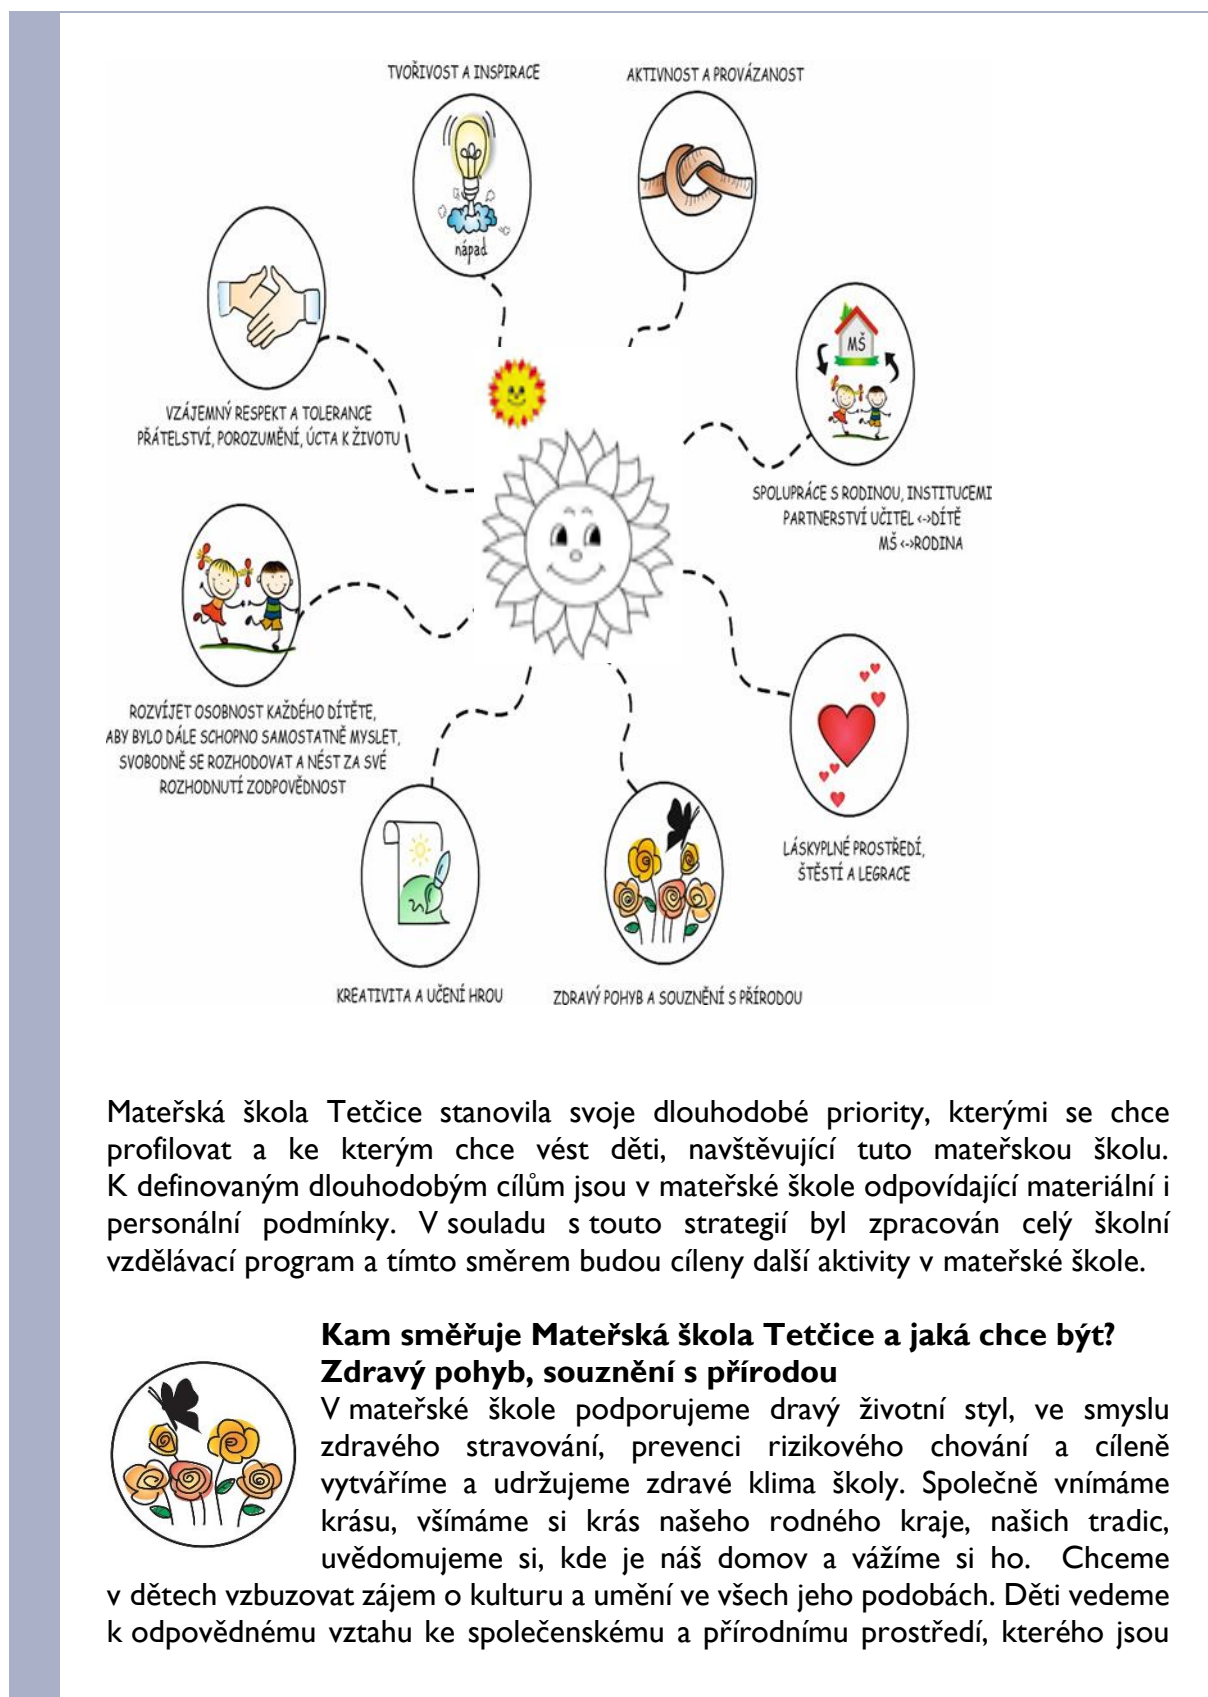 TVOŘIVOST A INSPIRACE
AKTIVNOST A PROVÁZANOST
nápad
MŠ
VZÁJEMNÝ RESPEKT A TOLERANCE
PŘÁTELSTVÍ, POROZUMĚNÍ, ÚCTA K ŽIVOTU
SPOLUPRÁCE S RODINOU, INSTITUCEMI
PARTNERSTVÍ UČITEL <->DÍTĚ
MŠ <->RODINA
ROZVÍJET OSOBNOST KAŽDÉHO DÍTĚTE,
ABY BYLO DÁLE SCHOPNO SAMOSTATNĚ MYSLET,
SVOBODNĚ SE ROZHODOVAT A NÉST ZA SVÉ
ROZHODNUTÍ ZODPOVĚDNOST
LÁSKYPLNÉ PROSTŘEDÍ,
ŠTĚSTÍ A LEGRACE
KREATIVITA A UČENÍ HROU
ZDRAVÝ POHYB A SOUZNĚNÍ S PŘÍRODOU
Mateřská škola Tetčice stanovila svoje dlouhodobé priority, kterými se chce
profilovat a ke kterým chce vést děti, navštěvující tuto mateřskou školu.
K definovaným dlouhodobým cílům jsou v mateřské škole odpovídající materiální i
personální podmínky. V souladu s touto strategií byl zpracován celý školní
vzdělávací program a tímto směrem budou cíleny další aktivity v mateřské škole.
Kam směřuje Mateřská škola Tetčice a jaká chce být?
Zdravý pohyb, souznění s přírodou
V mateřské škole podporujeme dravý životní styl, ve smyslu
zdravého stravování, prevenci rizikového chování a cíleně
vytváříme a udržujeme zdravé klima školy. Společně vnímáme
krásu, všímáme si krás našeho rodného kraje, našich tradic,
uvědomujeme si, kde je náš domov a vážíme si ho. Chceme
v dětech vzbuzovat zájem o kulturu a umění ve všech jeho podobách. Děti vedeme
k odpovědnému vztahu ke společenskému a přírodnímu prostředí, kterého jsou